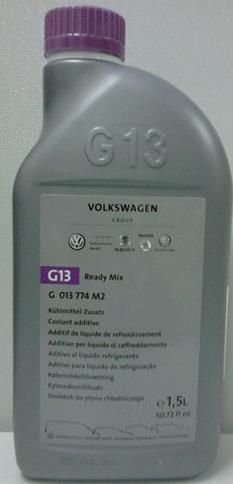 G13
VOLKSWAGEN
GROUP
G13 Ready Mix
G 013 774 M2
Kühlmittel-Zusatz
Coolant additive
Additif de liquide de refroidissement
Additivo per liquido di raffreddamento
Aditivo al líquido refrigerante
Aditivo para líquido de refrigeração
Kølemiddeltilsætning
Kylmediumtillsats
Dodatek do płynu chłodniczego
e 1,5L
50.72 fl oz